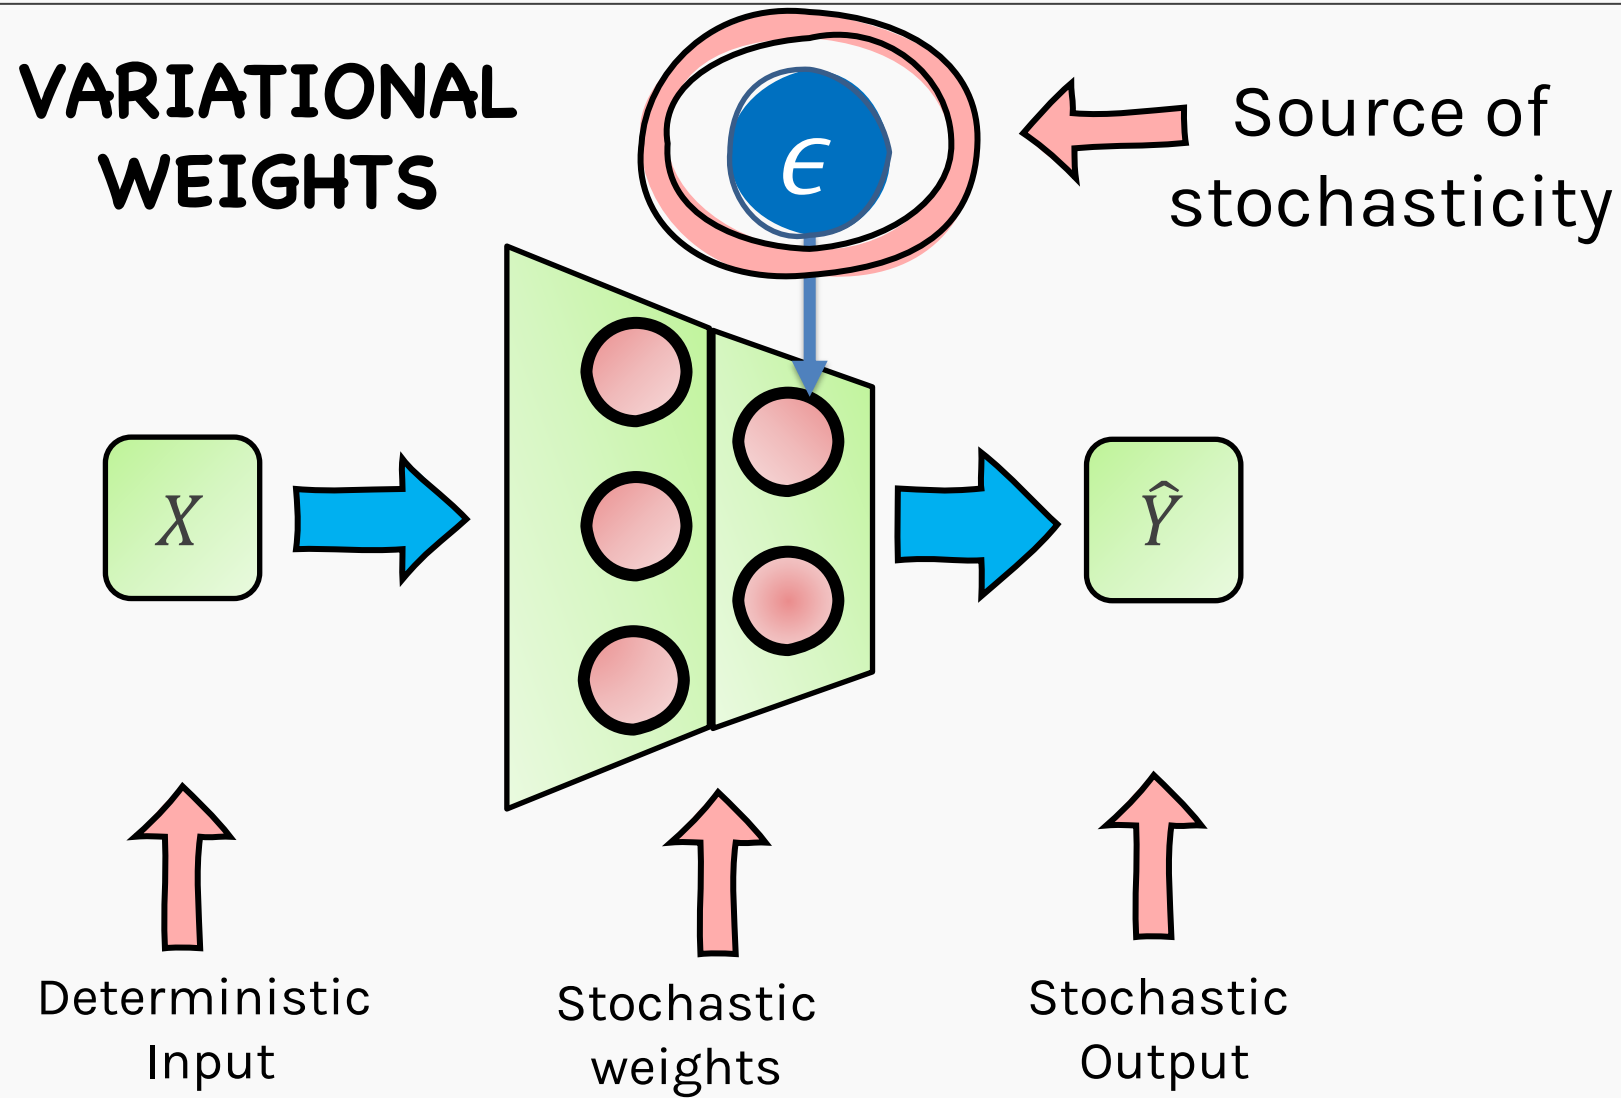 VARIATIONAL
WEIGHTS
ϵ
Source of
stochasticity
X
Ŷ
Deterministic
Input
Stochastic
weights
Stochastic
Output